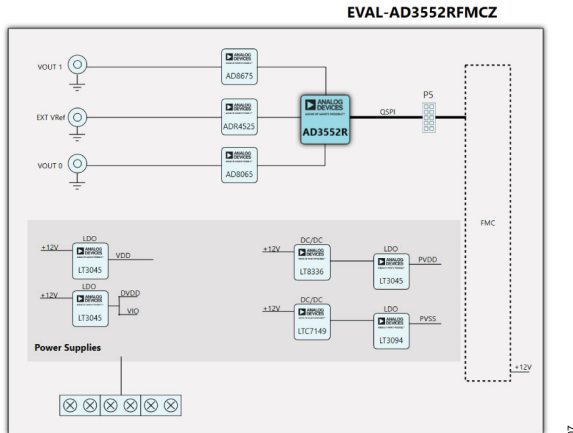 EVAL-AD3552RFMCZ
VOUT 1
ANALOG
DEVICES
AD8675
EXT VRef
ANALOG
DEVICES
ADR4525
ANALOG
DEVICES
AHEAD OF WHAT'S POSSIBLE™
AD3552R
QSPI
P5
VOUT 0
ANALOG
DEVICES
AD8065
FMC
+12V
LDO
ANALOG
DEVICES
LT3045
VDD
+12V
LDO
ANALOG
DEVICES
LT3045
DVDD
VIO
+12V
DC/DC
ANALOG
DEVICES
LT8336
LDO
ANALOG
DEVICES
LT3045
PVDD
+12V
DC/DC
ANALOG
DEVICES
LTC7149
LDO
ANALOG
DEVICES
LT3094
PVSS
Power Supplies
+12V